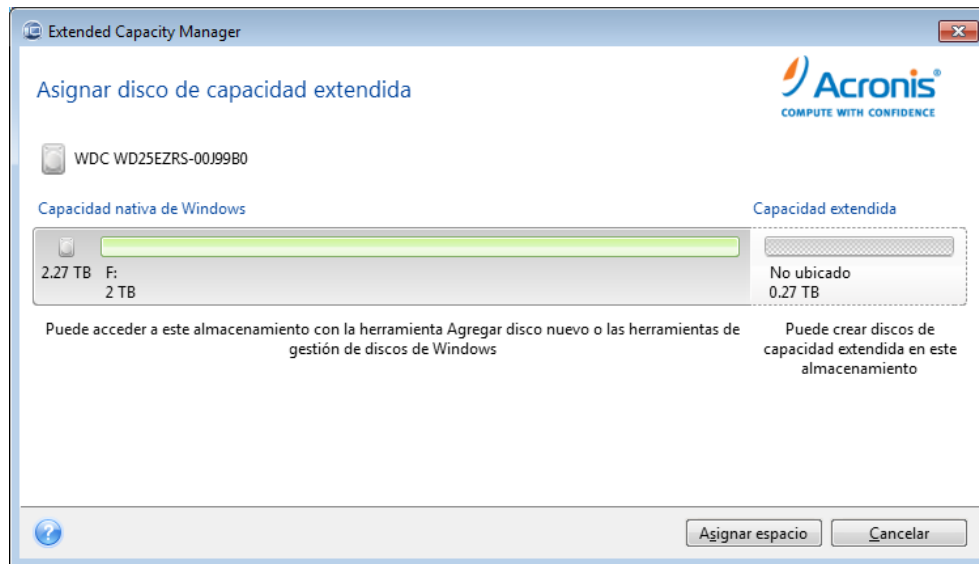 Extended Capacity Manager
Asignar disco de capacidad extendida
Acronis®
COMPUTE WITH CONFIDENCE
WDC WD25EZRS-00J99B0
Capacidad nativa de Windows
Capacidad extendida
2.27 TB
F:
2 TB
No ubicado
0.27 TB
Puede acceder a este almacenamiento con la herramienta Agregar disco nuevo o las herramientas de
gestión de discos de Windows
Puede crear discos de
capacidad extendida en este
almacenamiento
?
Asignar espacio
Cancelar